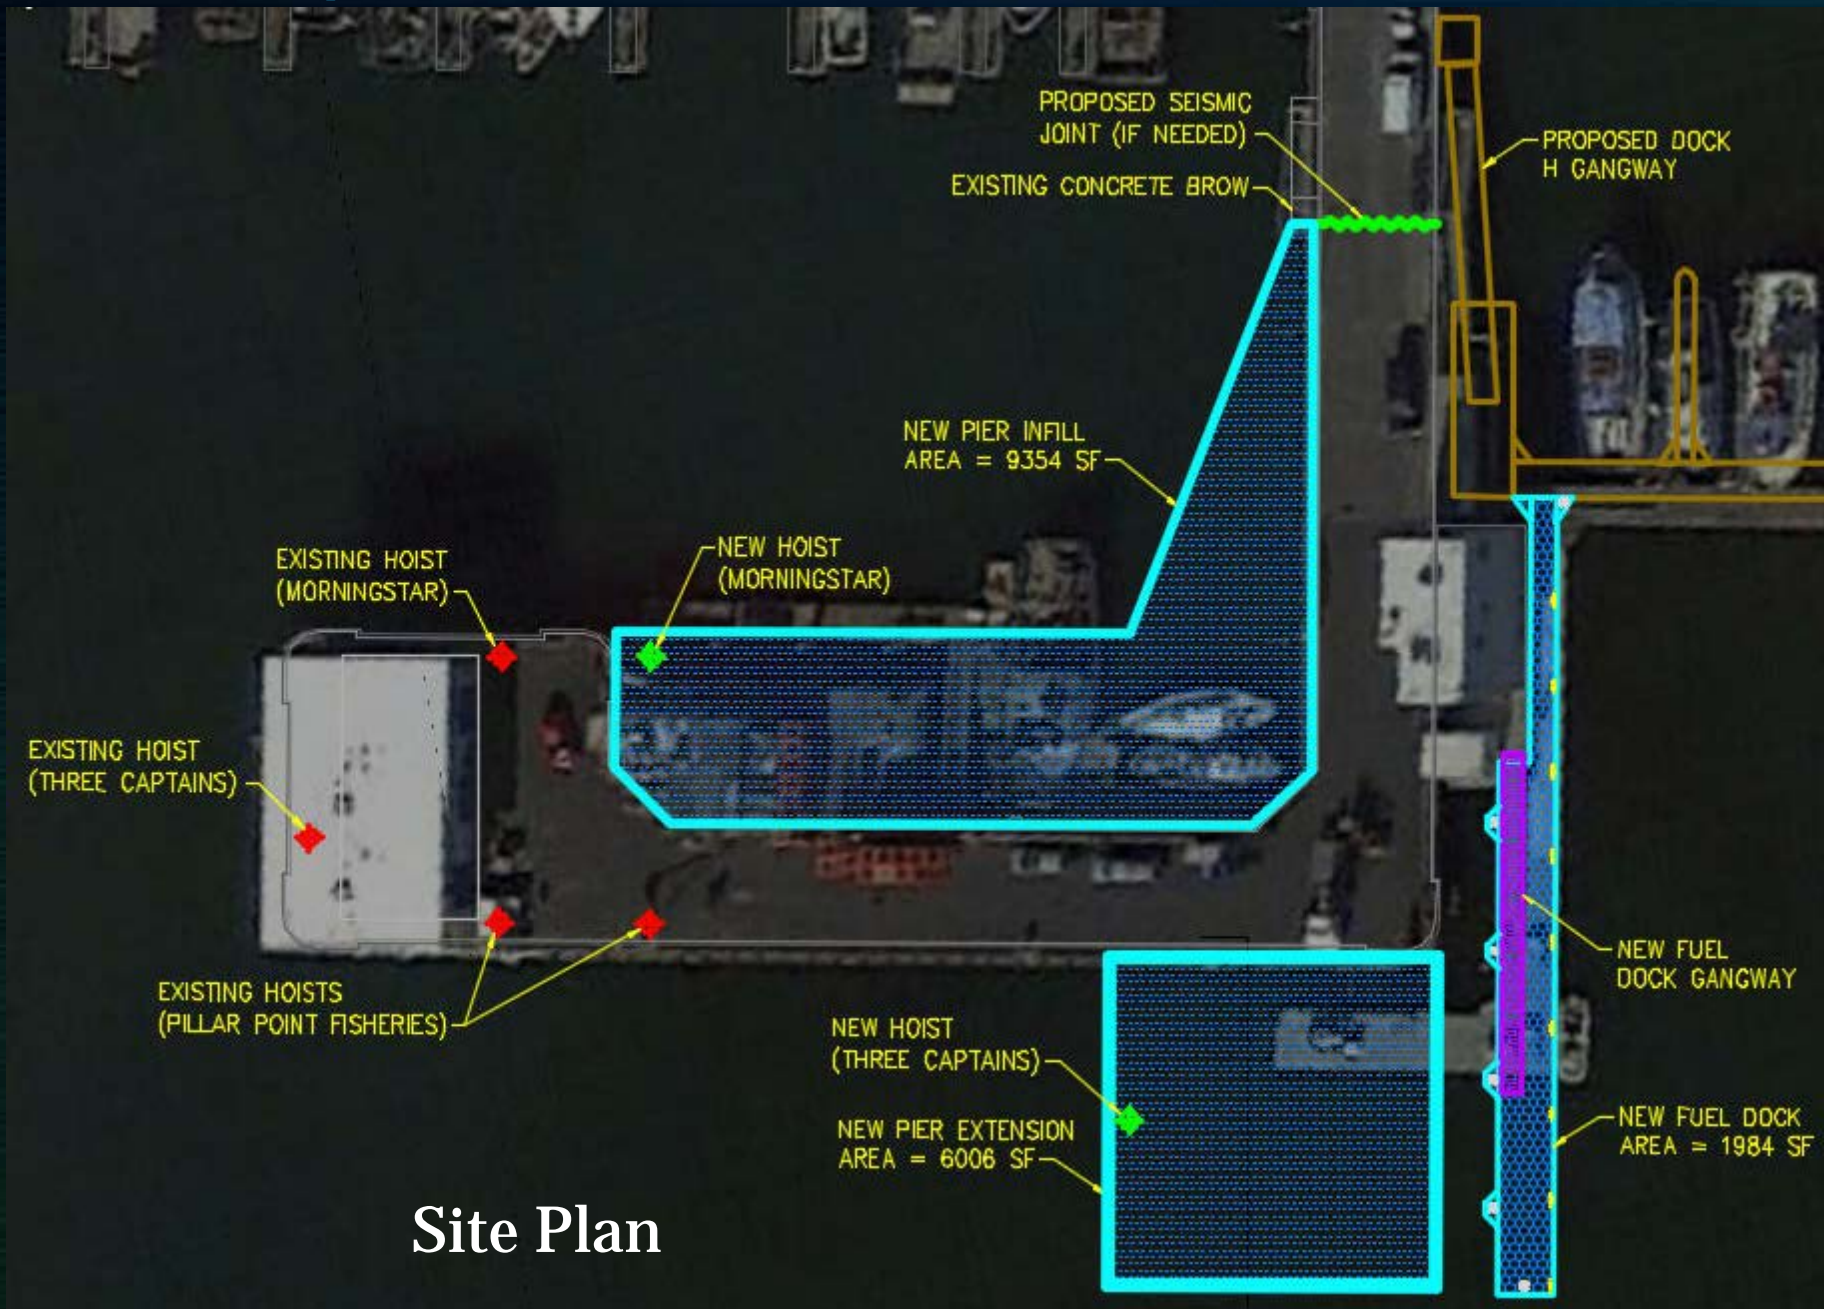 PROPOSED SEISMIC
JOINT (IF NEEDED)
EXISTING CONCRETE BROW
PROPOSED DOCK
H GANGWAY
NEW PIER INFILL
AREA = 9354 SF
EXISTING HOIST
(MORNINGSTAR)
NEW HOIST
(MORNINGSTAR)
EXISTING HOIST
(THREE CAPTAINS)
EXISTING HOISTS
(PILLAR POINT FISHERIES)
NEW FUEL
DOCK GANGWAY
NEW HOIST
(THREE CAPTAINS)
NEW PIER EXTENSION
AREA = 6006 SF
NEW FUEL DOCK
AREA = 1984 SF
Site Plan